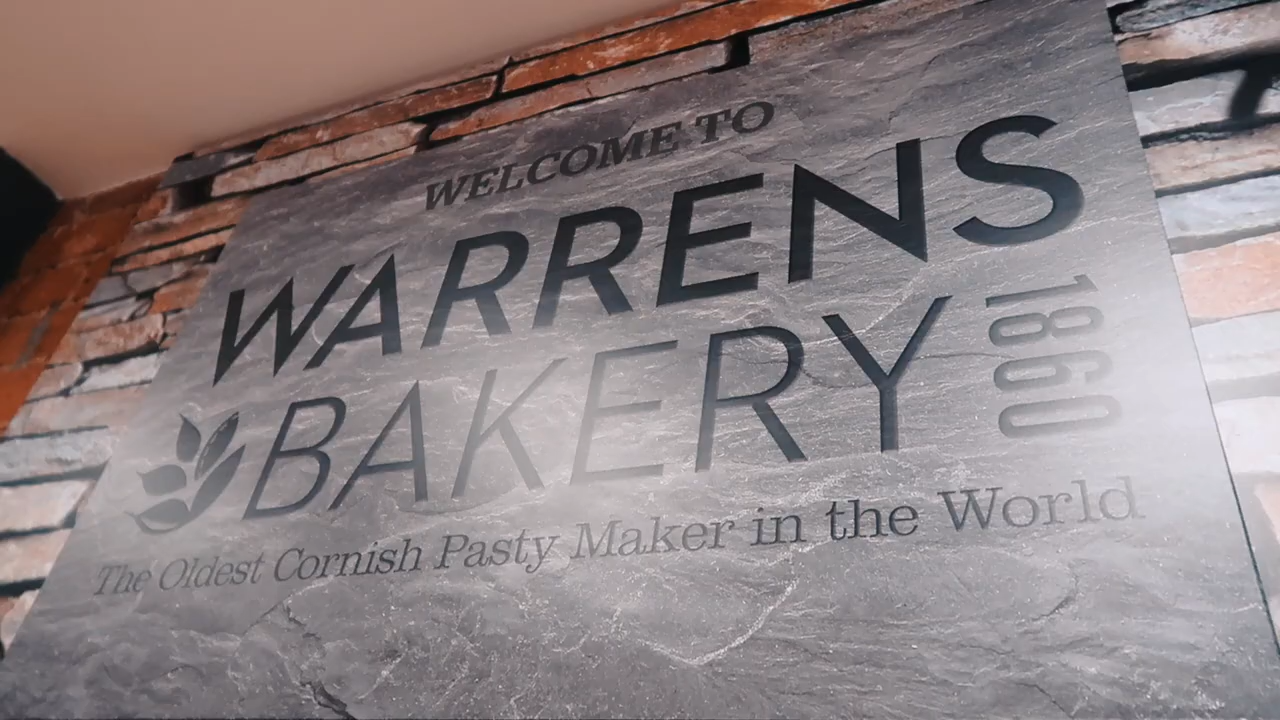 WELCOME TO
WARRENS
BAKERY
1860
The Oldest Cornish Pasty Maker in the World